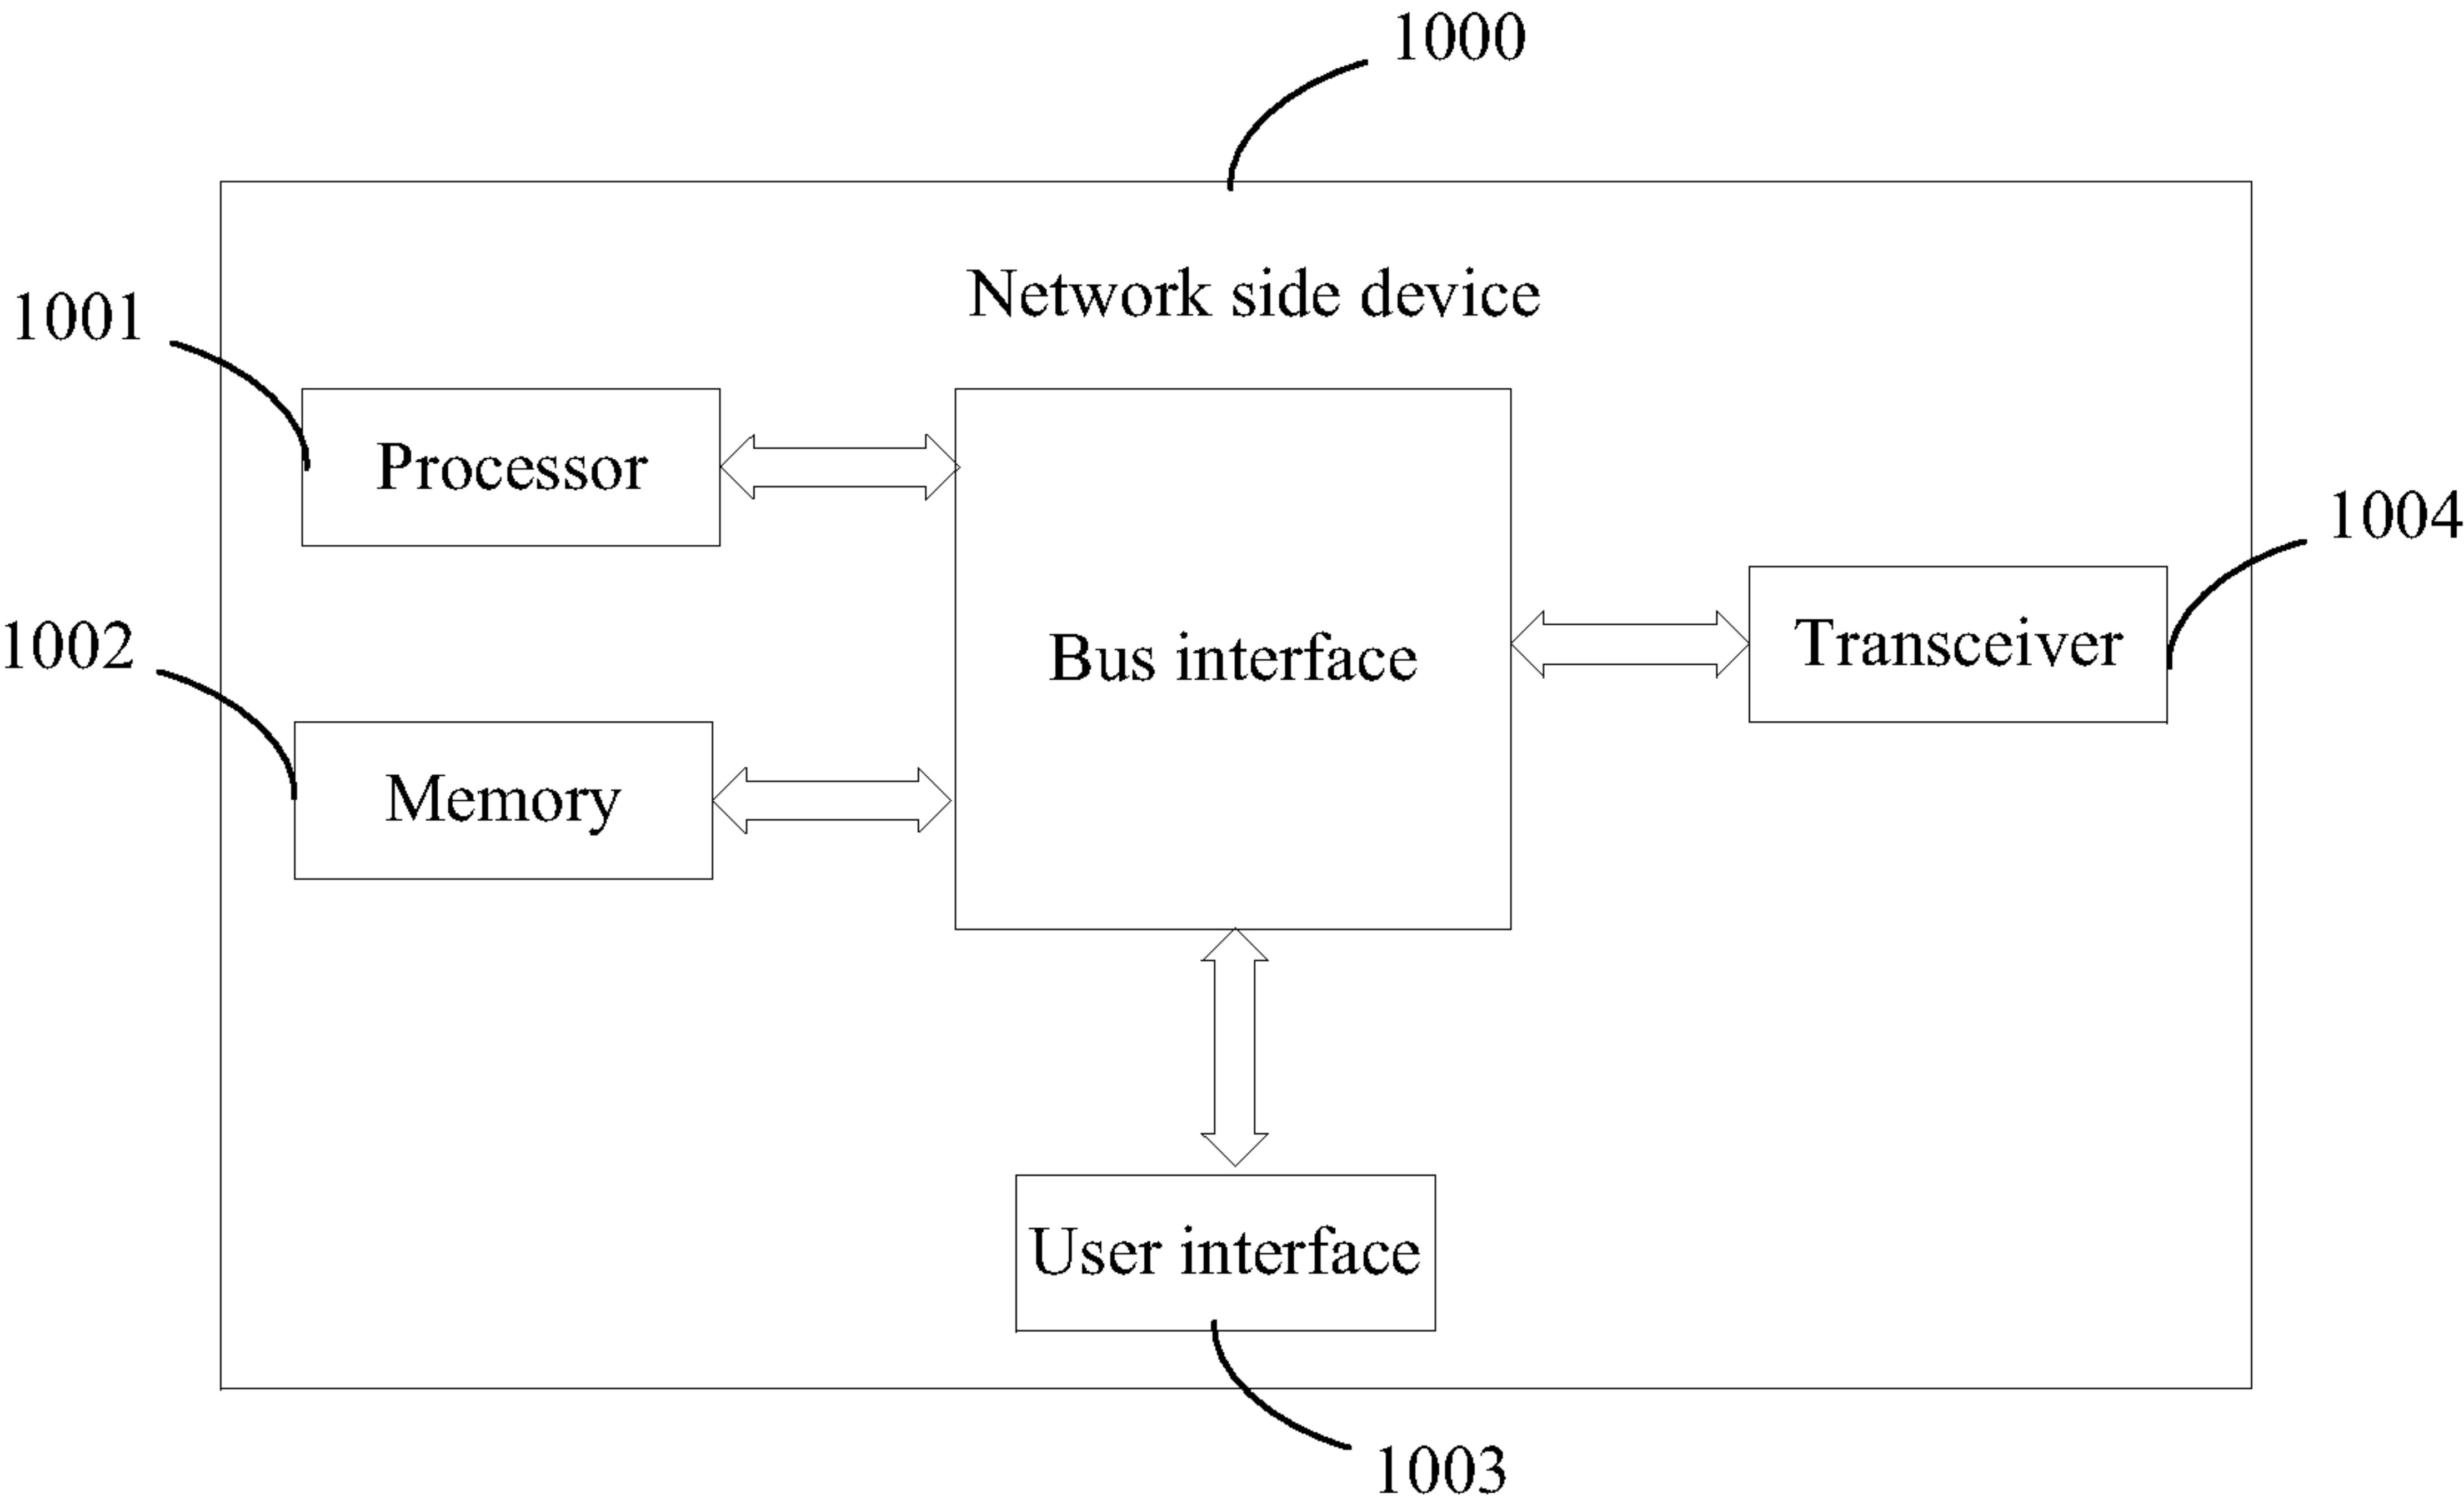 1000
Network side device
1001
Processor
1004
Bus interface
Transceiver
1002
Memory
User interface
1003